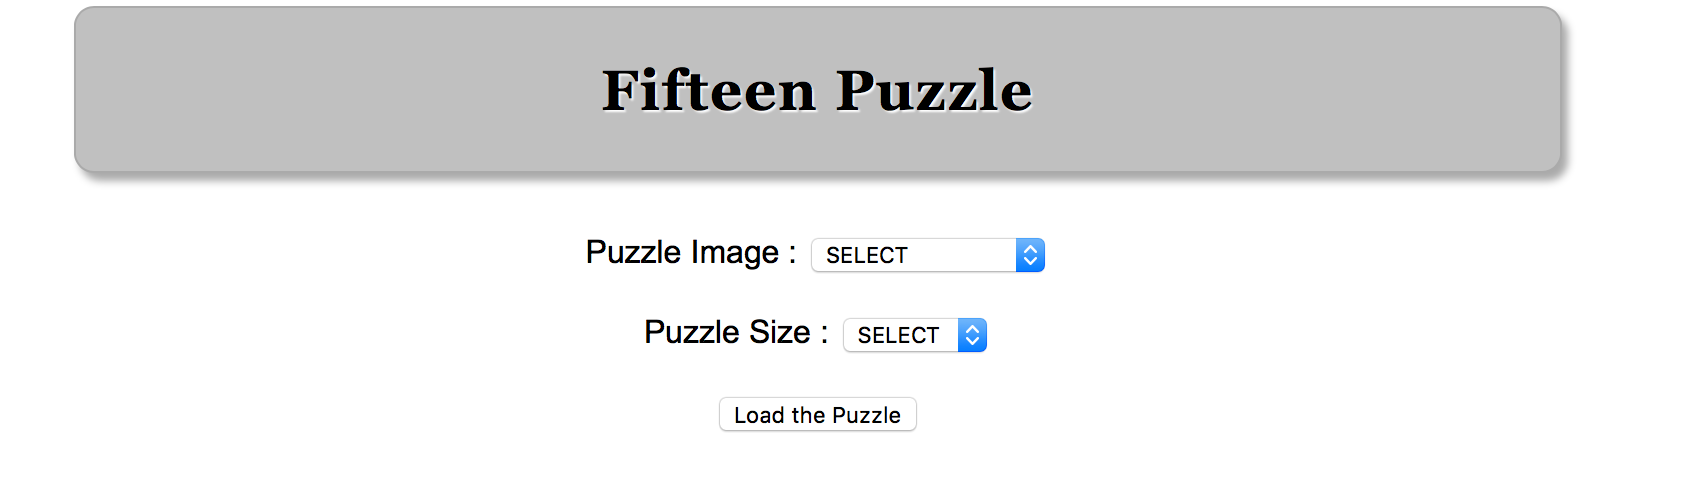 Fifteen Puzzle
Puzzle Image : SELECT
Puzzle Size : SELECT
Load the Puzzle